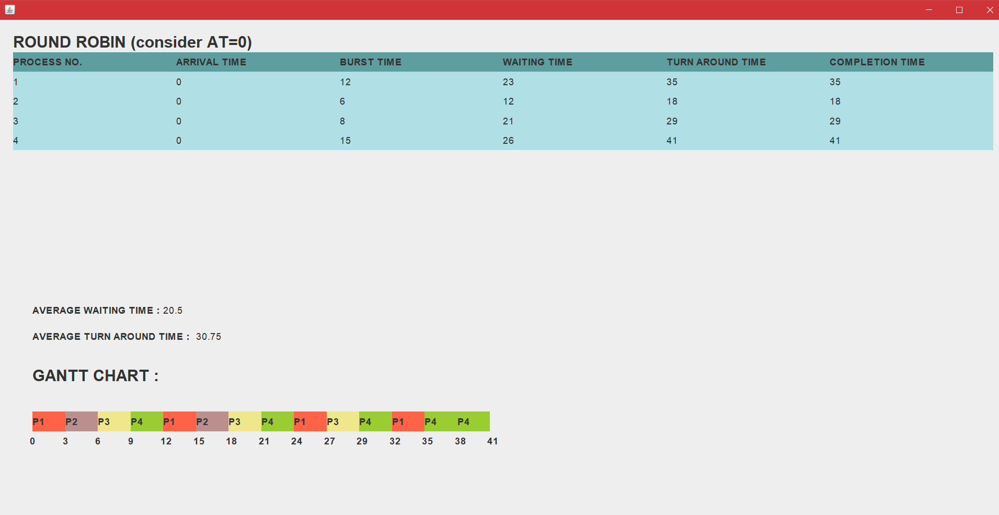 ROUND ROBIN (consider AT=0)
PROCESS NO. ARRIVAL TIME BURST TIME WAITING TIME TURN AROUND TIME COMPLETION TIME
1 0 12 23 35 35
2 0 6 12 18 18
3 0 8 21 29 29
4 0 15 26 41 41
AVERAGE WAITING TIME : 20.5
AVERAGE TURN AROUND TIME : 30.75
GANTT CHART :
P1 P2 P3 P4 P1 P2 P3 P4 P1 P3 P4 P1 P4 P4
0 3 6 9 12 15 18 21 24 27 29 32 35 38 41